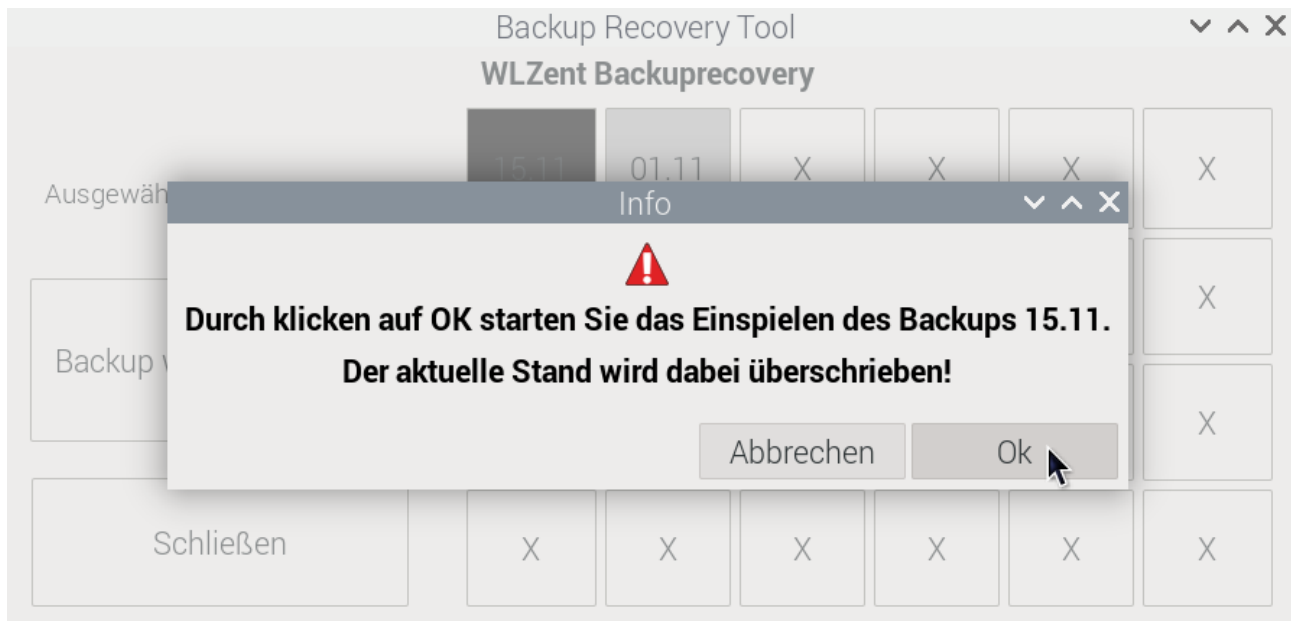 Backup Recovery Tool
WLZent Backuprecovery
15.11 01.11 X X X X
Ausgewäh
Info
X
Durch klicken auf OK starten Sie das Einspielen des Backups 15.11.
Backup
Der aktuelle Stand wird dabei überschrieben!
X
Abbrechen Ok
Schließen X X X X X X